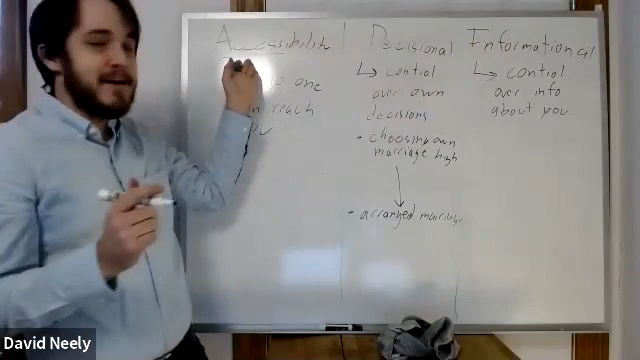 Accessibility
o one
n reach
Decisional
↳ control
over own
decisions
• choosing own
marriage high
• arranged marriage
Informational
↳ control
over info
about you.
David Neely